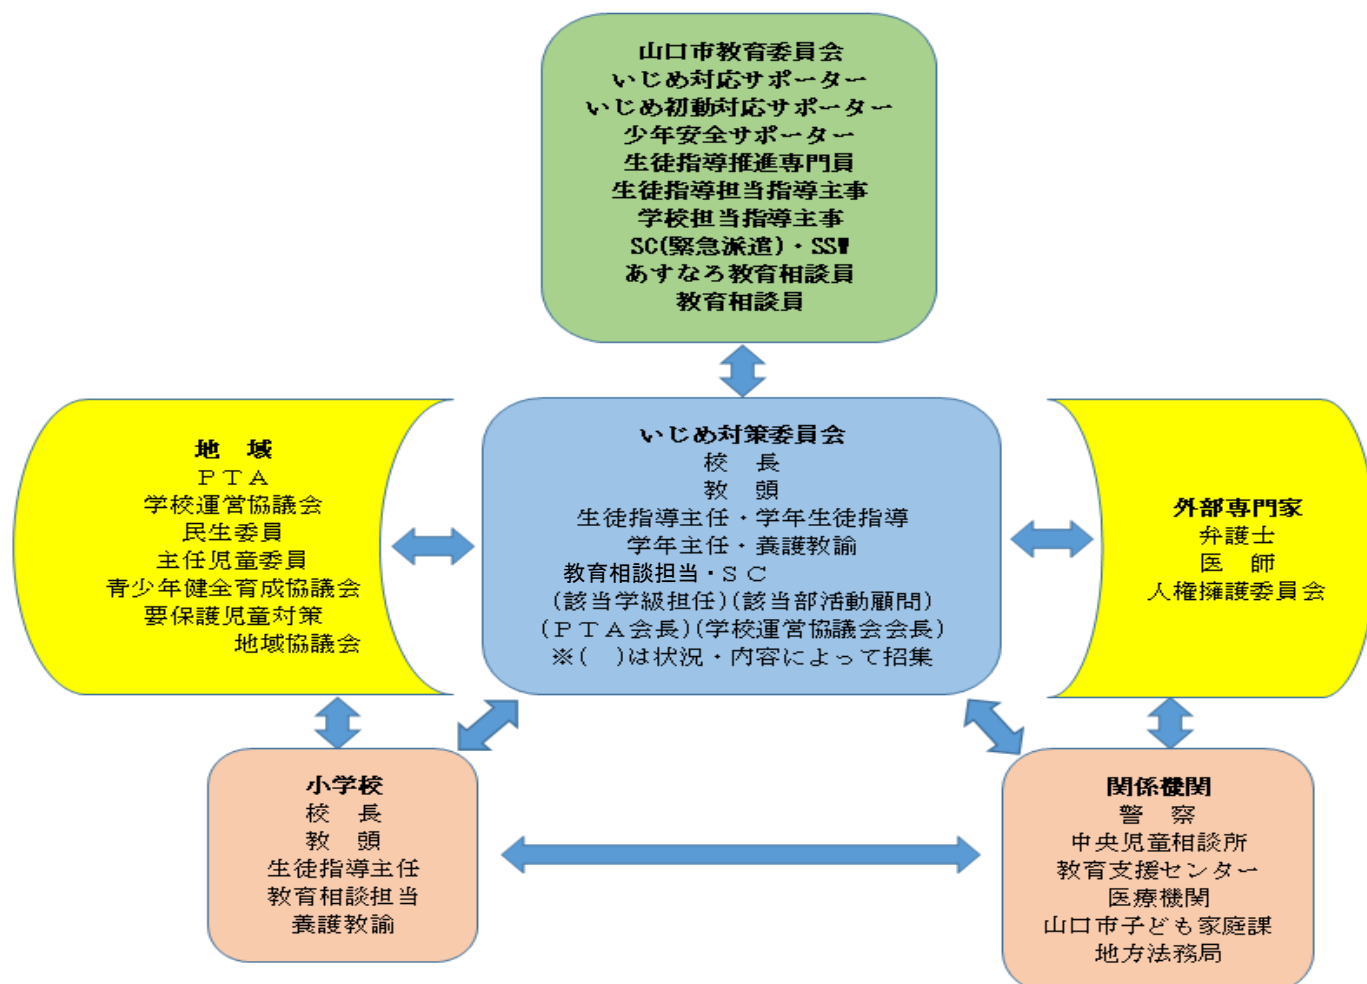 山口市教育委員会
いじめ対応サポーター
いじめ初動対応サポーター
少年安全サポーター
生徒指導推進専門員
生徒指導担当指導主事
学校担当指導主事
SC(緊急派遣)・SSW
あすなろ教育相談員
教育相談員
地　域
ＰＴＡ
学校運営協議会
民生委員
主任児童委員
青少年健全育成協議会
要保護児童対策
地域協議会
いじめ対策委員会
校　長
教　頭
生徒指導主任・学年生徒指導
学年主任・養護教諭
教育相談担当・ＳＣ
(該当学級担任)(該当部活動顧問)
(ＰＴＡ会長)(学校運営協議会会長)
※(　)は状況・内容によって招集
外部専門家
弁護士
医　師
人権擁護委員会
小学校
校　長
教　頭
生徒指導主任
教育相談担当
養護教諭
関係機関
警　察
中央児童相談所
教育支援センター
医療機関
山口市子ども家庭課
地方法務局